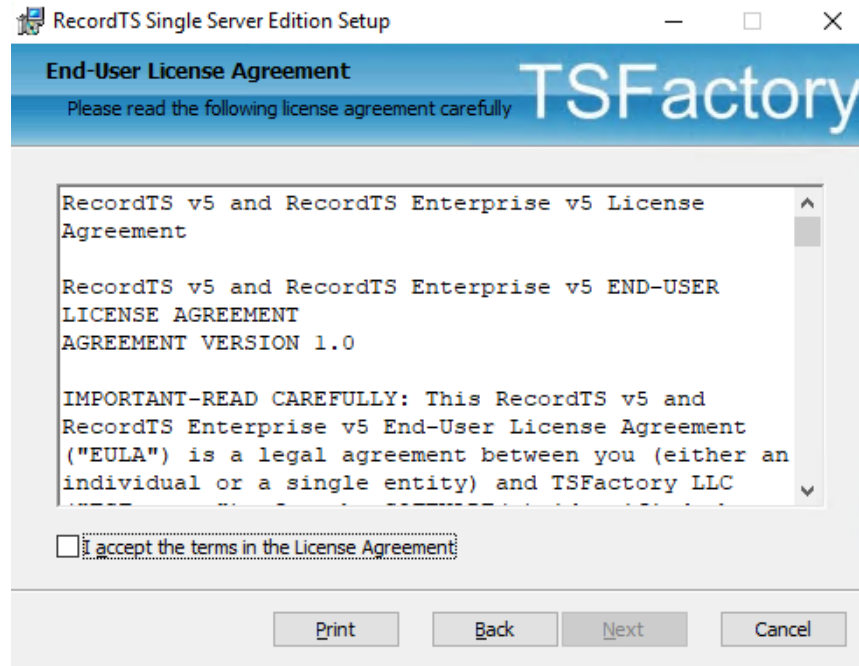 RecordTS Single Server Edition Setup
End-User License Agreement
Please read the following license agreement carefully
TSFactory
RecordTS v5 and RecordTS Enterprise v5 License
Agreement
RecordTS v5 and RecordTS Enterprise v5 END-USER
LICENSE AGREEMENT
AGREEMENT VERSION 1.0
IMPORTANT-READ CAREFULLY: This RecordTS v5 and
RecordTS Enterprise v5 End-User License Agreement
("EULA") is a legal agreement between you (either an
individual or a single entity) and TSFactory LLC
I accept the terms in the License Agreement
Print Back Next Cancel